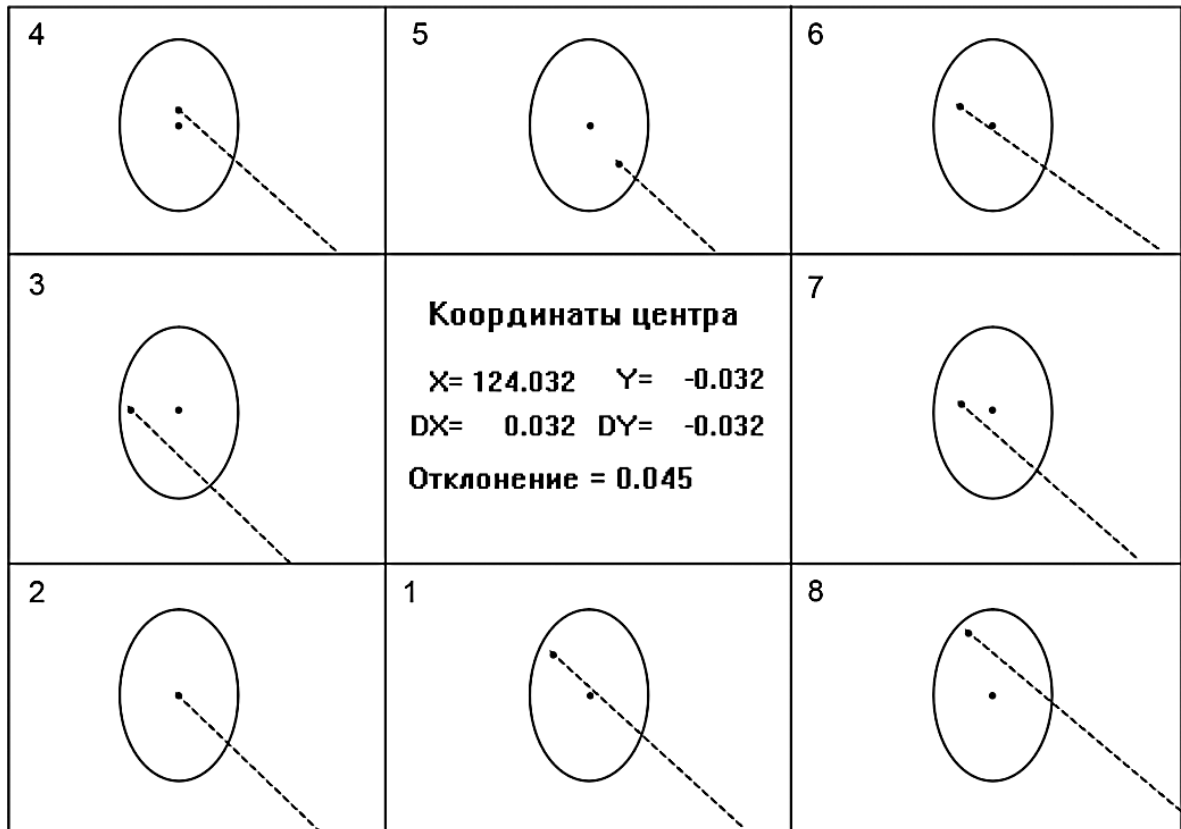 4
5
6
3
Координаты центра
X= 124.032 Y= -0.032
DX= 0.032 DY= -0.032
Отклонение = 0.045
7
2
1
8